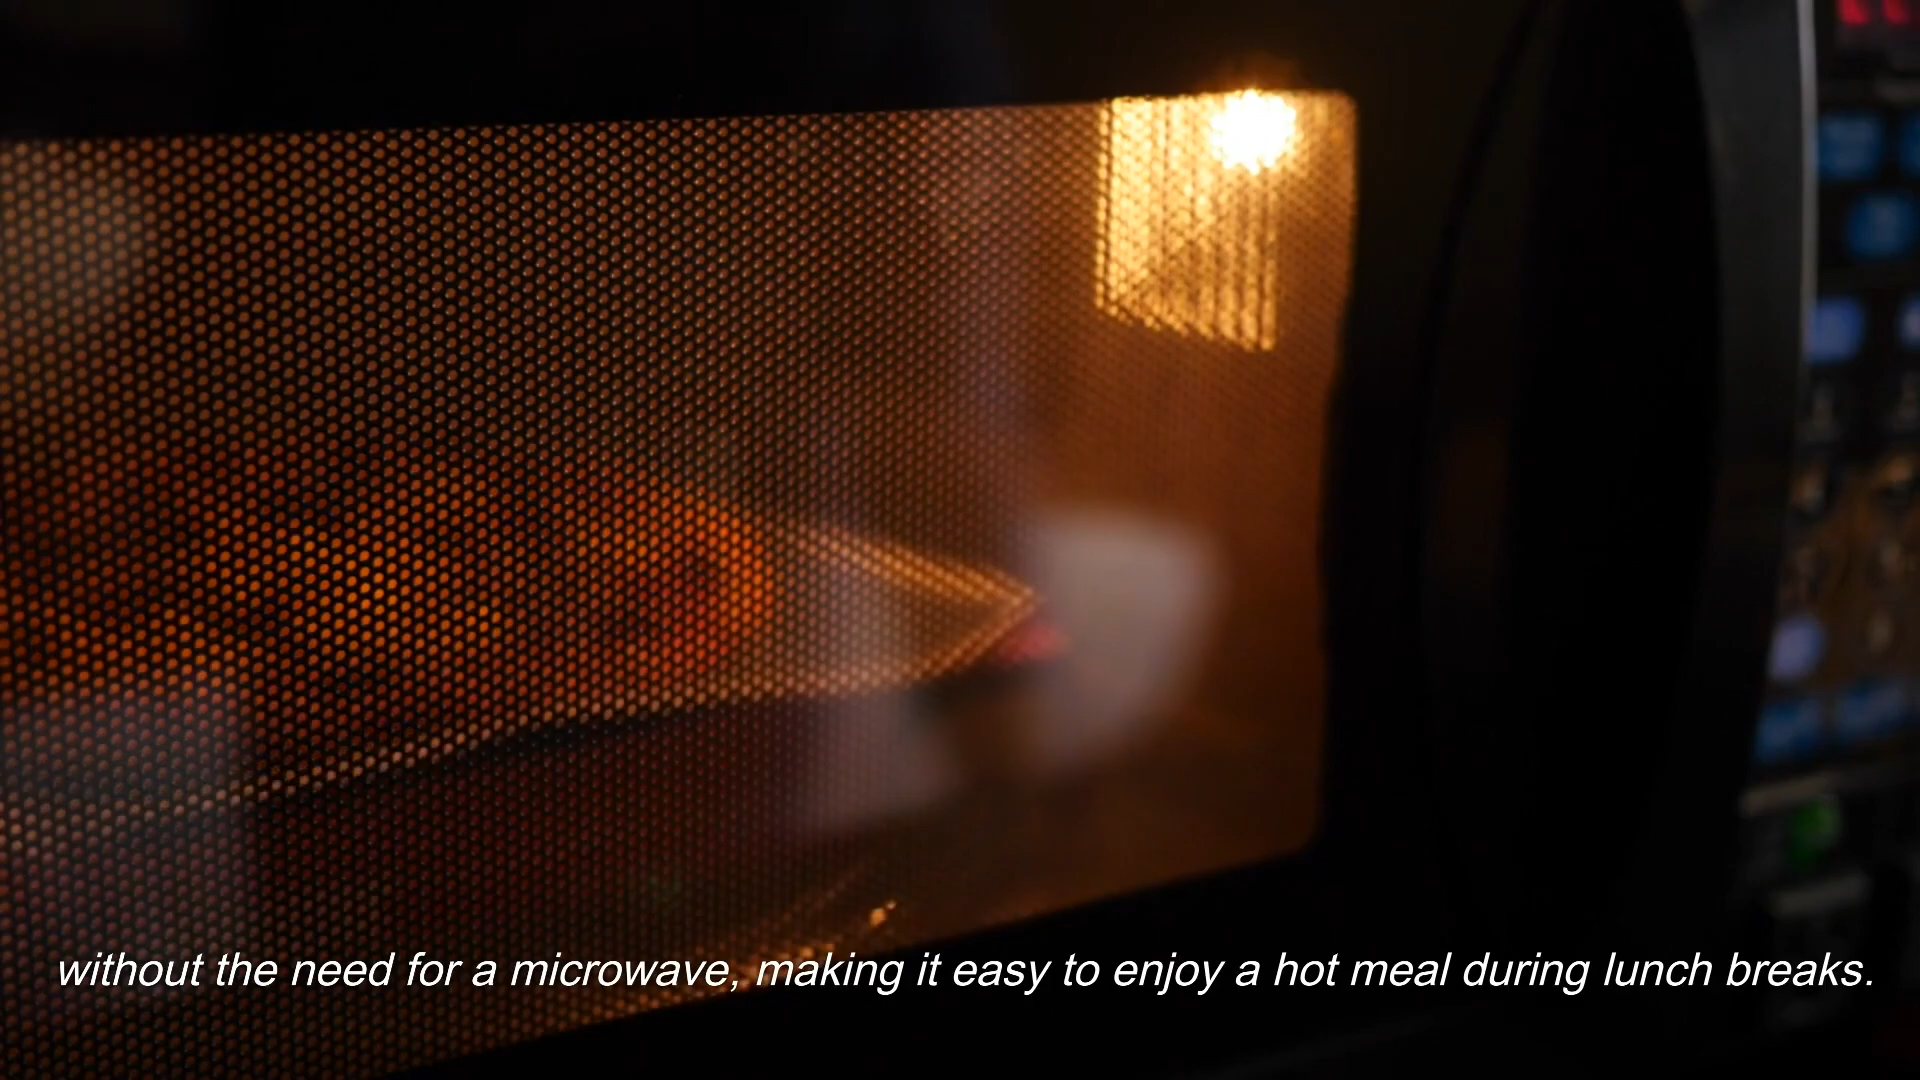 without the need for a microwave, making it easy to enjoy a hot meal during lunch breaks.